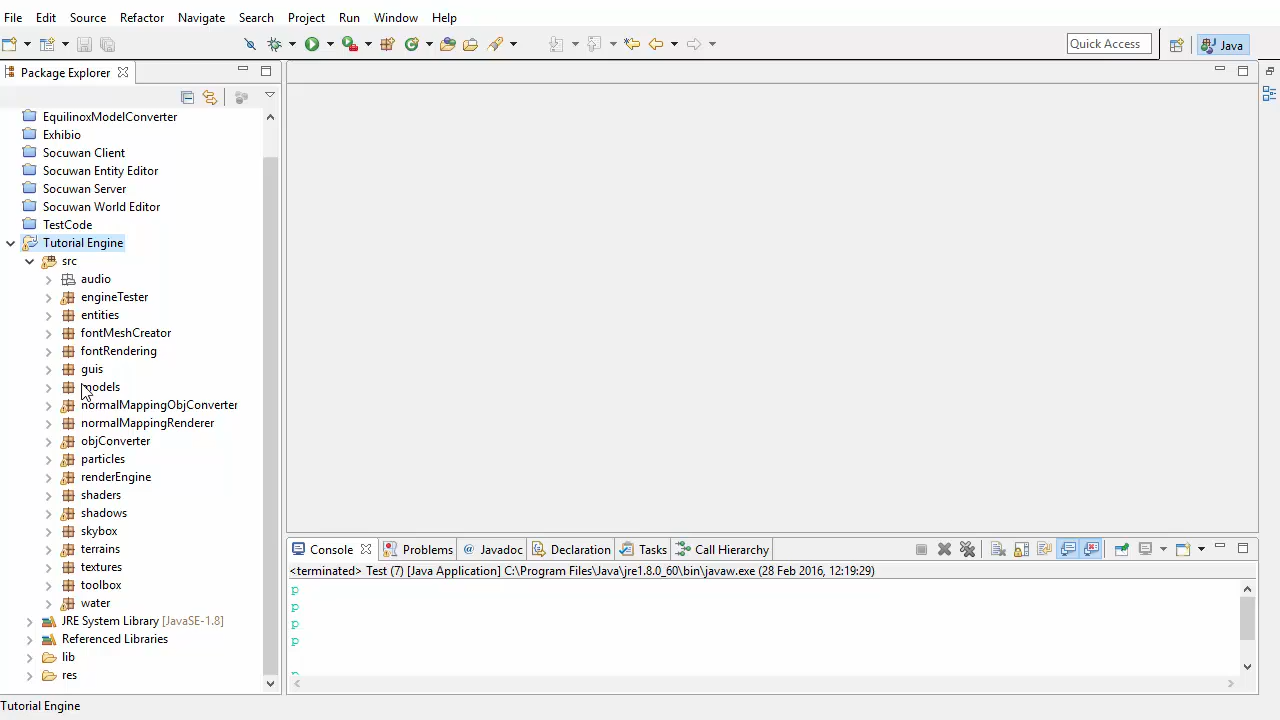 File Edit Source Refactor Navigate Search Project Run Window Help
Quick Access Java
Package Explorer
EquilinoxModelConverter
Exhibio
Socuwan Client
Socuwan Entity Editor
Socuwan Server
Socuwan World Editor
TestCode
Tutorial Engine
src
audio
engineTester
entities
fontMeshCreator
fontRendering
guis
models
normalMappingObjConverter
normalMappingRenderer
objConverter
particles
renderEngine
shaders
shadows
skybox
terrains
textures
toolbox
water
JRE System Library [JavaSE-1.8]
Referenced Libraries
lib
res
Console Problems @ Javadoc Declaration Tasks Call Hierarchy
<terminated> Test (7) [Java Application] C:\Program Files\Java\jre1.8.0_60\bin\javaw.exe (28 Feb 2016, 12:19:29)
p
p
p
p
Tutorial Engine